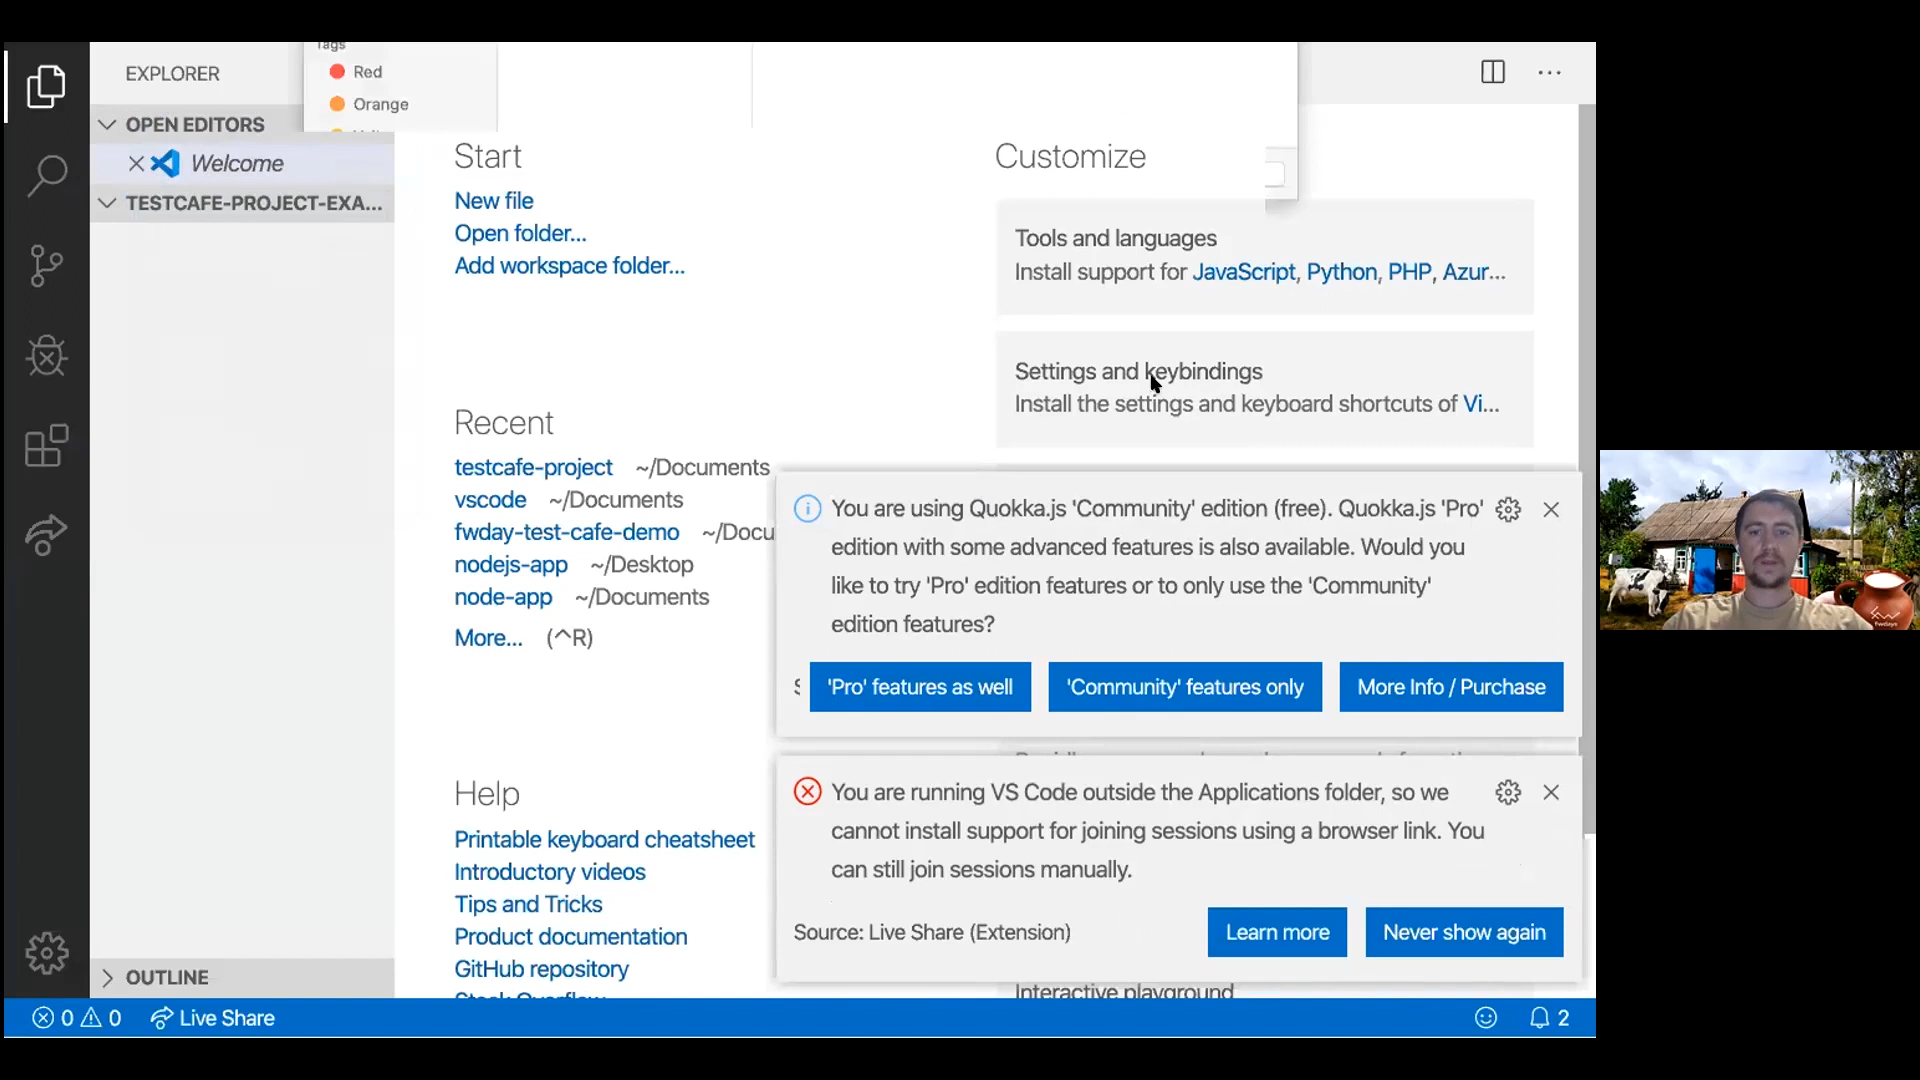 EXPLORER
OPEN EDITORS
Welcome
TESTCAFE-PROJECT-EXA...
Tags
Red
Orange
Start
New file
Open folder...
Add workspace folder...
Recent
testcafe-project ~/Documents
vscode ~/Documents
fwday-test-cafe-demo ~/Docu
nodejs-app ~/Desktop
node-app ~/Documents
More... (^R)
Help
Printable keyboard cheatsheet
Introductory videos
Tips and Tricks
Product documentation
GitHub repository
Stack Overflow
Customize
Tools and languages
Install support for JavaScript, Python, PHP, Azur...
Settings and keybindings
Install the settings and keyboard shortcuts of Vi...
You are using Quokka.js 'Community' edition (free). Quokka.js 'Pro'
edition with some advanced features is also available. Would you
like to try 'Pro' edition features or to only use the 'Community'
edition features?
'Pro' features as well
'Community' features only
More Info / Purchase
You are running VS Code outside the Applications folder, so we
cannot install support for joining sessions using a browser link. You
can still join sessions manually.
Source: Live Share (Extension)
Learn more
Never show again
Interactive playground
OUTLINE
0 0 Live Share
2